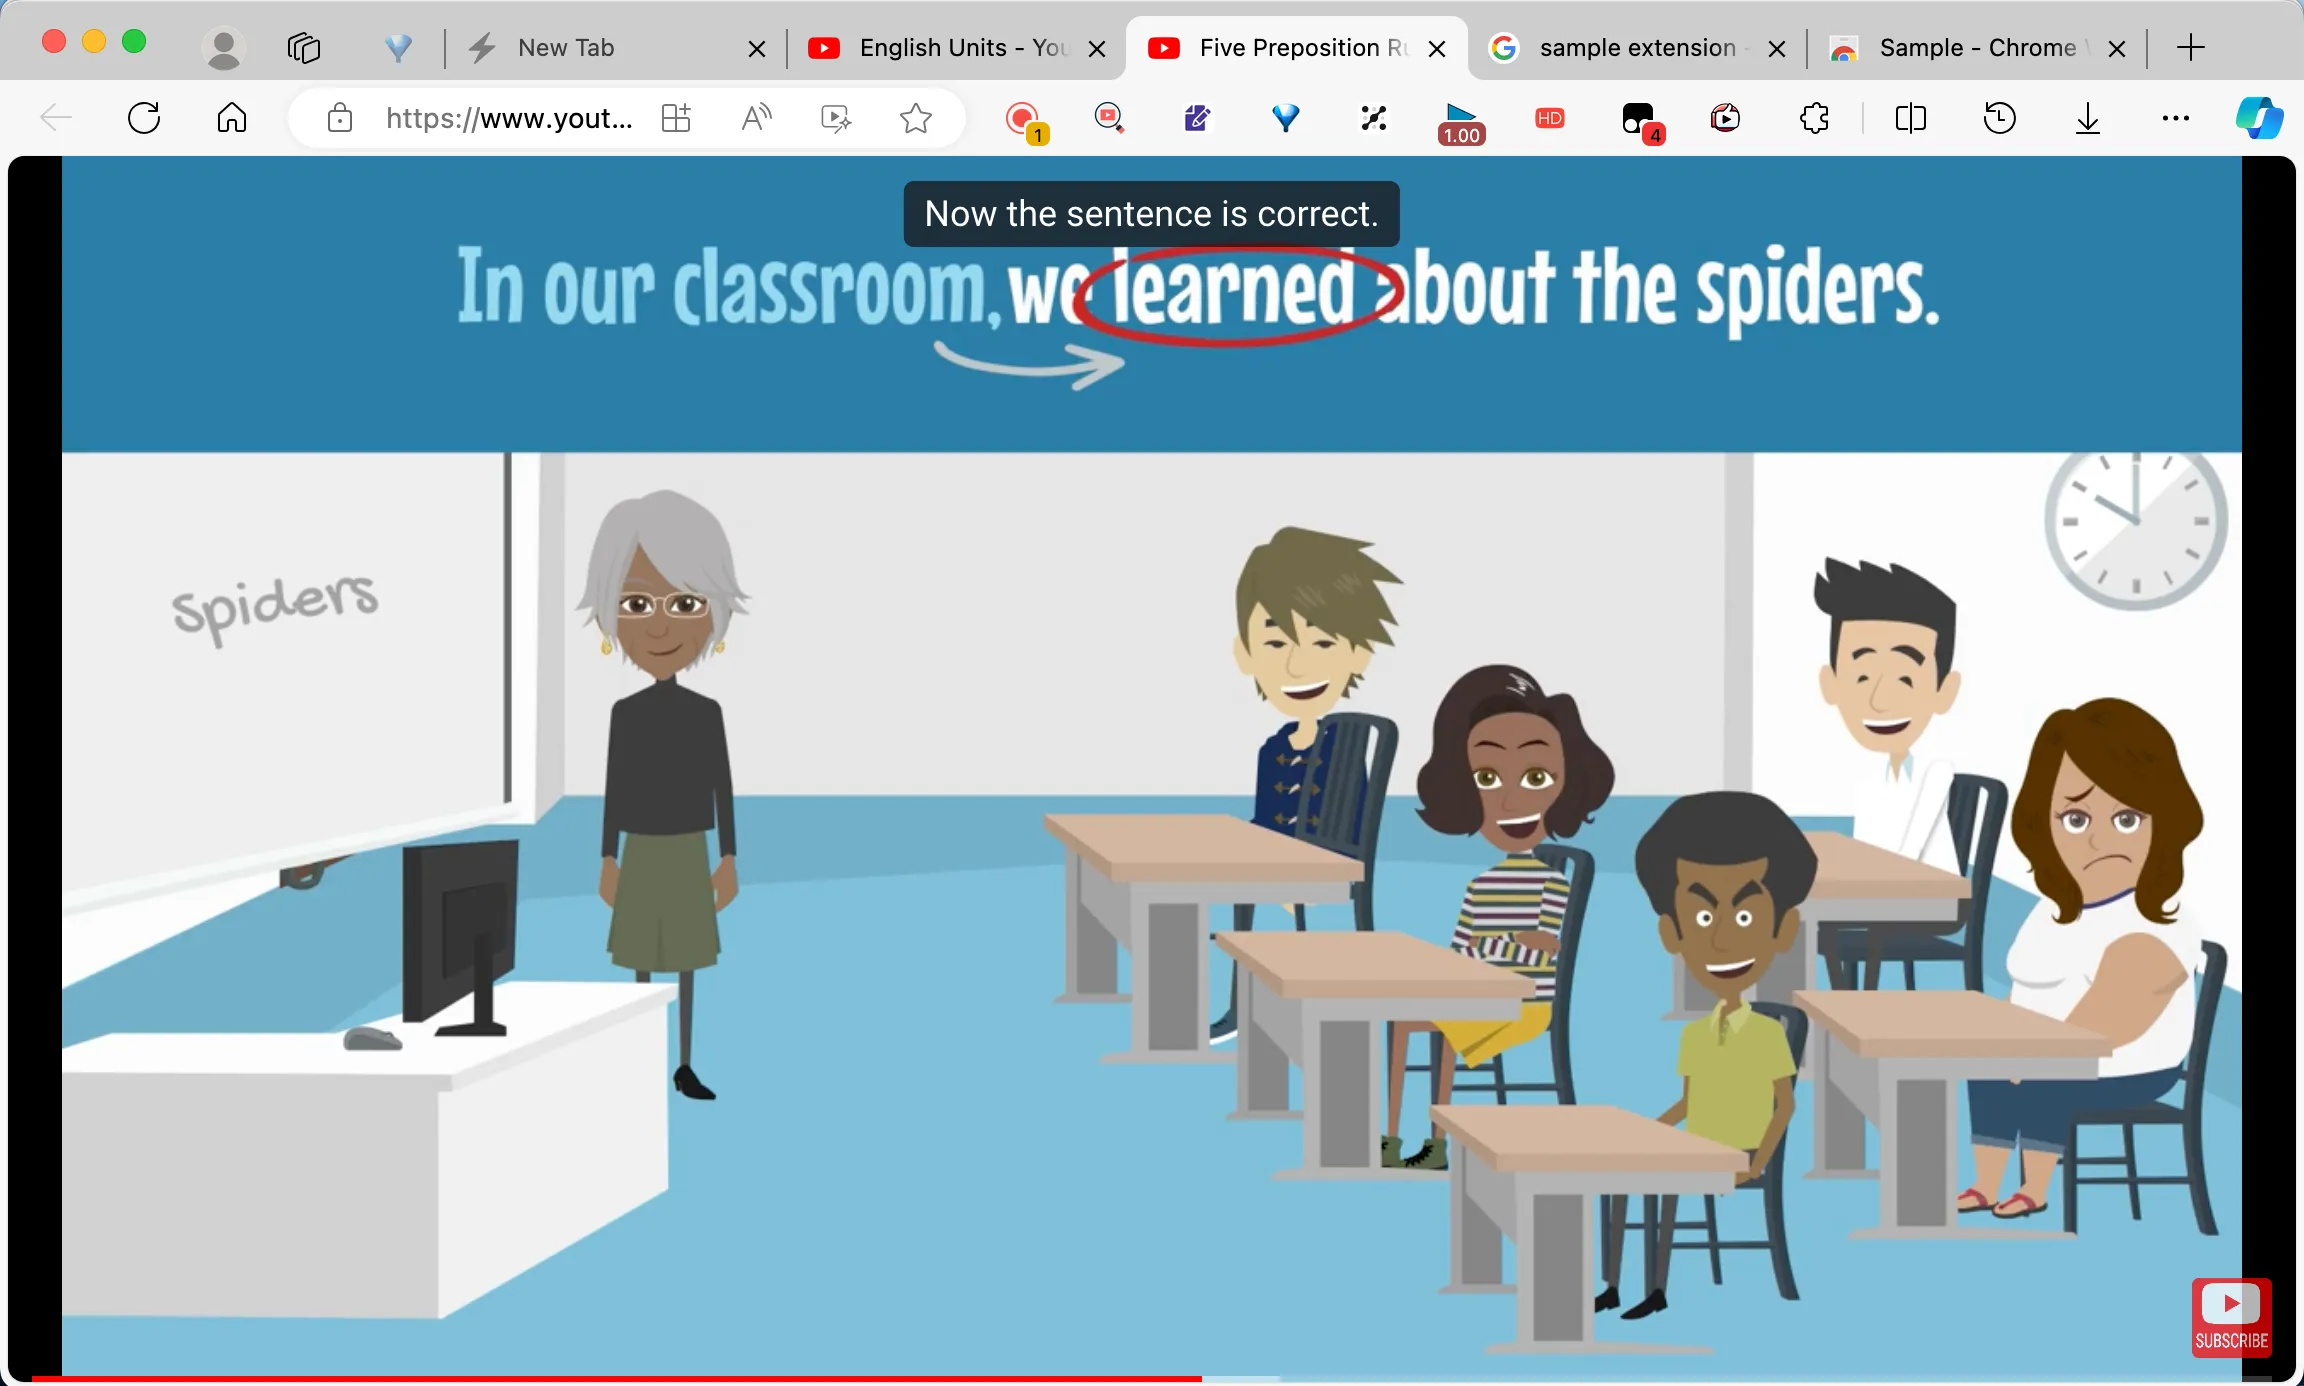 New Tab
English Units - You
Five Preposition Ru
sample extension -
Sample - Chrome
https://www.yout...
1
1.00
HD
4
Now the sentence is correct.
In our classroom, we learned about the spiders.
spiders
SUBSCRIBE